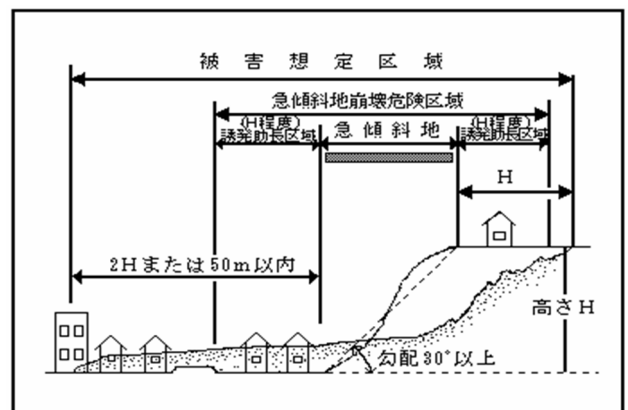 被害想定区域
急傾斜地崩壊危険区域
(H程度)
誘発助長区域
急傾斜地
(H程度)
誘発助長区域
H
2Hまたは50m以内
高さH
勾配30°以上